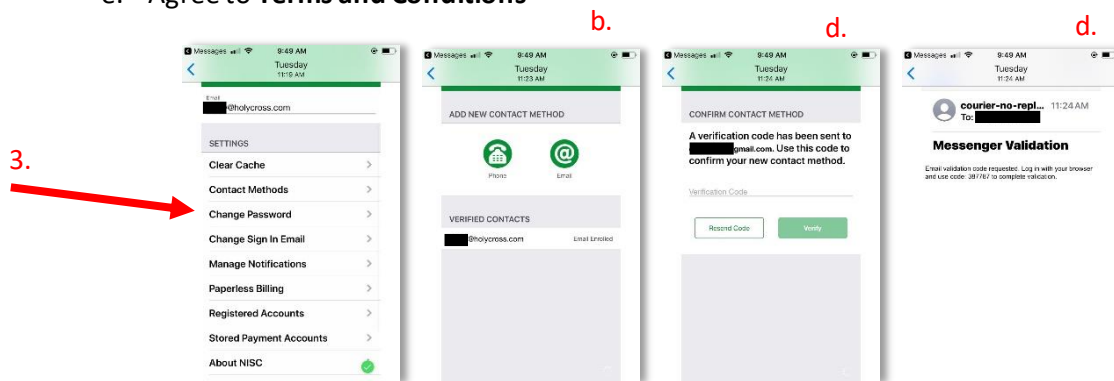 e. Agree to Terms and Conditions
b.
d.
d.
3.
Messages 9:49 AM
Tuesday
11:19 AM
Email
@holycross.com
SETTINGS
Clear Cache
Contact Methods
Change Password
Change Sign In Email
Manage Notifications
Paperless Billing
Registered Accounts
Stored Payment Accounts
About NISC
Messages 9:49 AM
Tuesday
11:23 AM
ADD NEW CONTACT METHOD
Phone Email
VERIFIED CONTACTS
@holycross.com Email Enrolled
Messages 9:49 AM
Tuesday
11:24 AM
CONFIRM CONTACT METHOD
A verification code has been sent to
gmail.com. Use this code to
confirm your new contact method.
Verification Code
Resend Code Verify
Messages 9:49 AM
Tuesday
11:24 AM
courier-no-repl... 11:24 AM
To:
Messenger Validation
Email validation code requested. Log in with your browser
and use code: 397787 to complete validation.